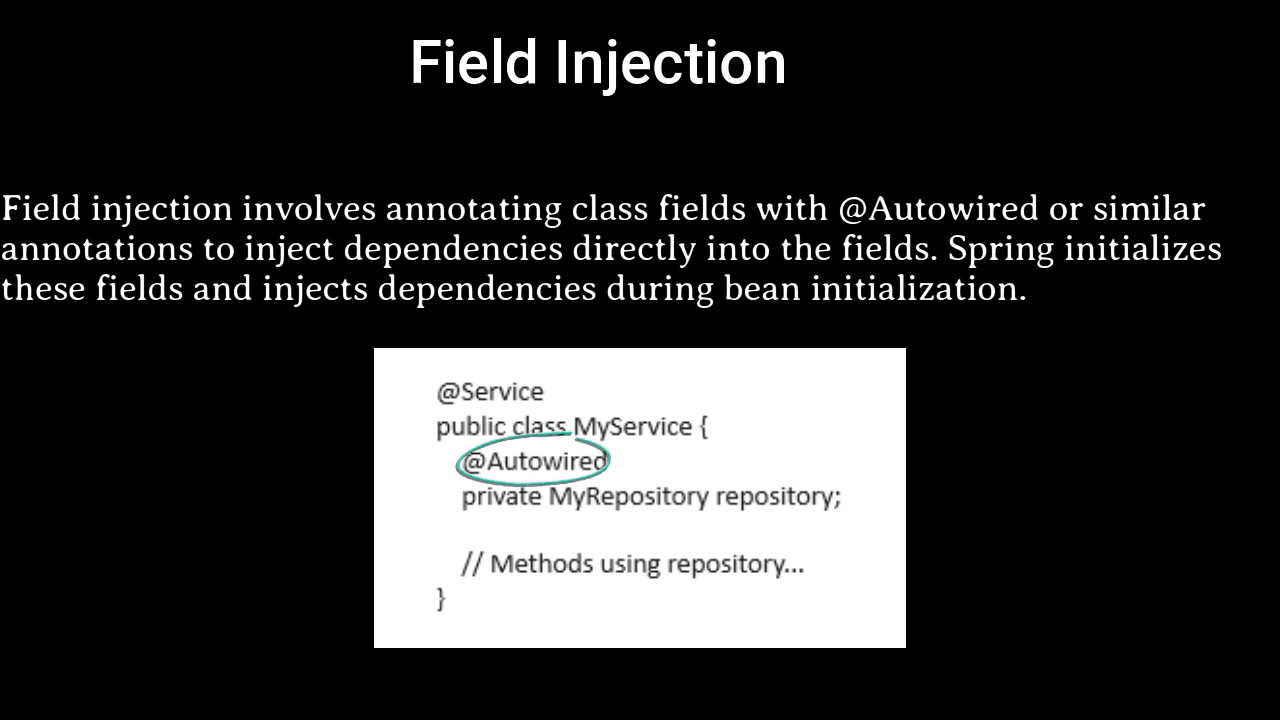 Field Injection
Field injection involves annotating class fields with @Autowired or similar
annotations to inject dependencies directly into the fields. Spring initializes
these fields and injects dependencies during bean initialization.
@Service
public class MyService {
@Autowired
private MyRepository repository;
// Methods using repository...
}